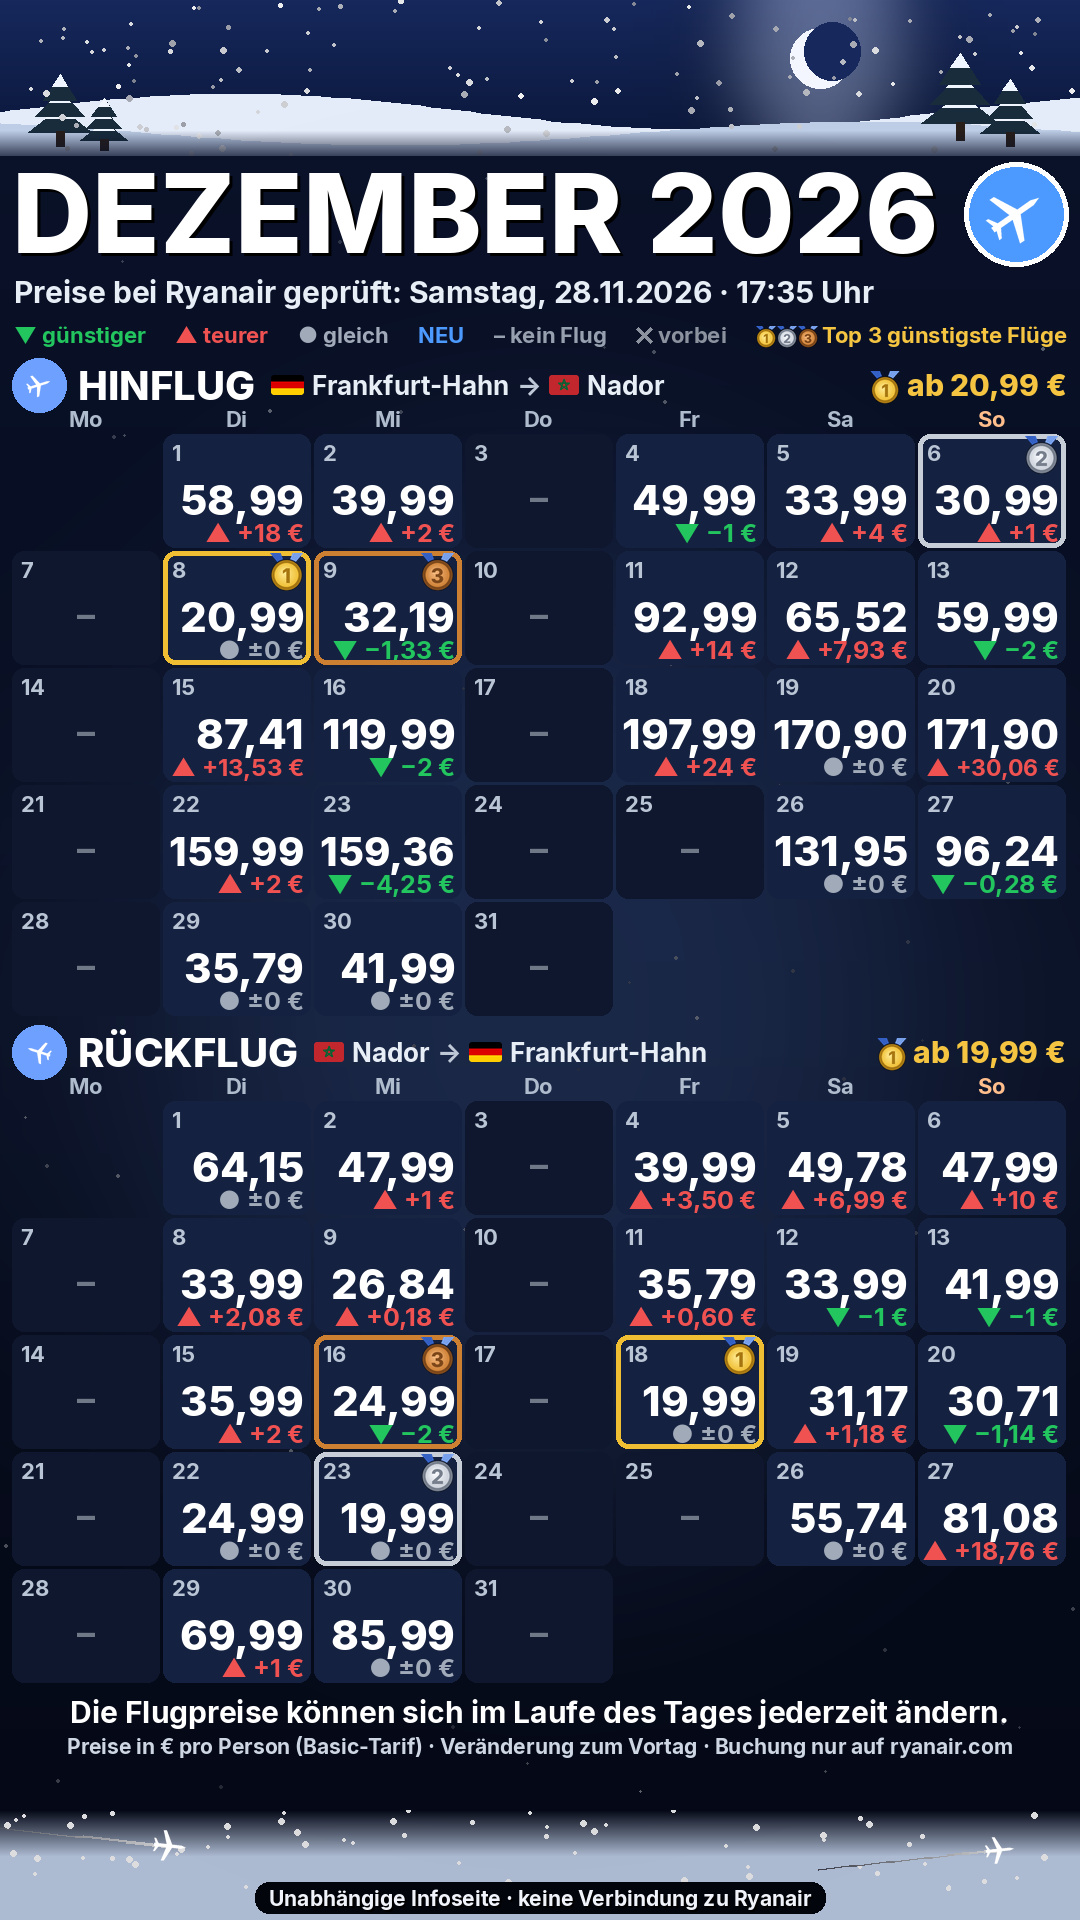 DEZEMBER 2026
Preise bei Ryanair geprüft: Samstag, 28.11.2026 · 17:35 Uhr
▼ günstiger ▲ teurer ● gleich NEU – kein Flug ✕ vorbei 1 2 3 Top 3 günstigste Flüge
HINFLUG Frankfurt-Hahn → Nador 1 ab 20,99 €
Mo Di Mi Do Fr Sa So
1 2 3 4 5 6 2
58,99 39,99 – 49,99 33,99 30,99
▲ +18 € ▲ +2 € ▼ −1 € ▲ +4 € ▲ +1 €
7 8 1 9 3 10 11 12 13
– 20,99 32,19 – 92,99 65,52 59,99
● ±0 € ▼ −1,33 € ▲ +14 € ▲ +7,93 € ▼ −2 €
14 15 16 17 18 19 20
– 87,41 119,99 – 197,99 170,90 171,90
▲ +13,53 € ▼ −2 € ▲ +24 € ● ±0 € ▲ +30,06 €
21 22 23 24 25 26 27
– 159,99 159,36 – – 131,95 96,24
▲ +2 € ▼ −4,25 € ● ±0 € ▼ −0,28 €
28 29 30 31
– 35,79 41,99 –
● ±0 € ● ±0 €
RÜCKFLUG Nador → Frankfurt-Hahn 1 ab 19,99 €
Mo Di Mi Do Fr Sa So
1 2 3 4 5 6
64,15 47,99 – 39,99 49,78 47,99
● ±0 € ▲ +1 € ▲ +3,50 € ▲ +6,99 € ▲ +10 €
7 8 9 10 11 12 13
– 33,99 26,84 – 35,79 33,99 41,99
▲ +2,08 € ▲ +0,18 € ▲ +0,60 € ▼ −1 € ▼ −1 €
14 15 16 3 17 18 1 19 20
– 35,99 24,99 – 19,99 31,17 30,71
▲ +2 € ▼ −2 € ● ±0 € ▲ +1,18 € ▼ −1,14 €
21 22 23 2 24 25 26 27
– 24,99 19,99 – – 55,74 81,08
● ±0 € ● ±0 € ● ±0 € ▲ +18,76 €
28 29 30 31
– 69,99 85,99 –
▲ +1 € ● ±0 €
Die Flugpreise können sich im Laufe des Tages jederzeit ändern.
Preise in € pro Person (Basic-Tarif) · Veränderung zum Vortag · Buchung nur auf ryanair.com
Unabhängige Infoseite · keine Verbindung zu Ryanair